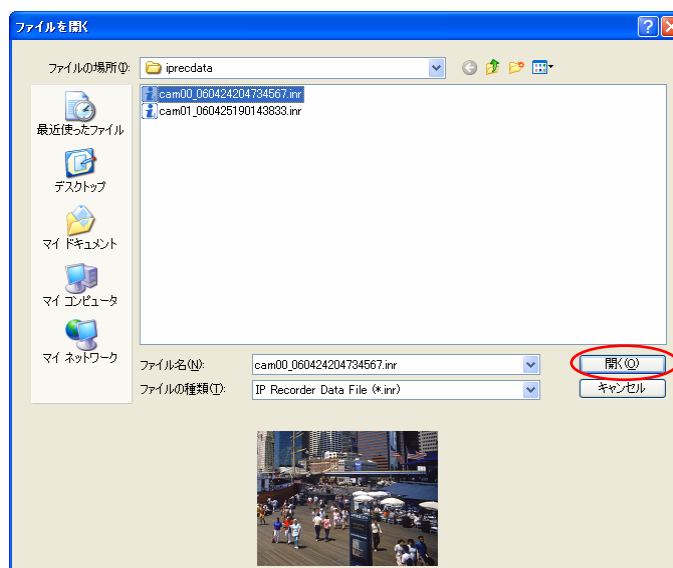 ファイルを開く
ファイルの場所(I):
iprecdata
cam00_060424204734567.inr
cam01_060425190143833.inr
最近使ったファイル
デスクトップ
マイ ドキュメント
マイ コンピュータ
マイ ネットワーク
ファイル名(N):
cam00_060424204734567.inr
開く(O)
ファイルの種類(T):
IP Recorder Data File (*.inr)
キャンセル